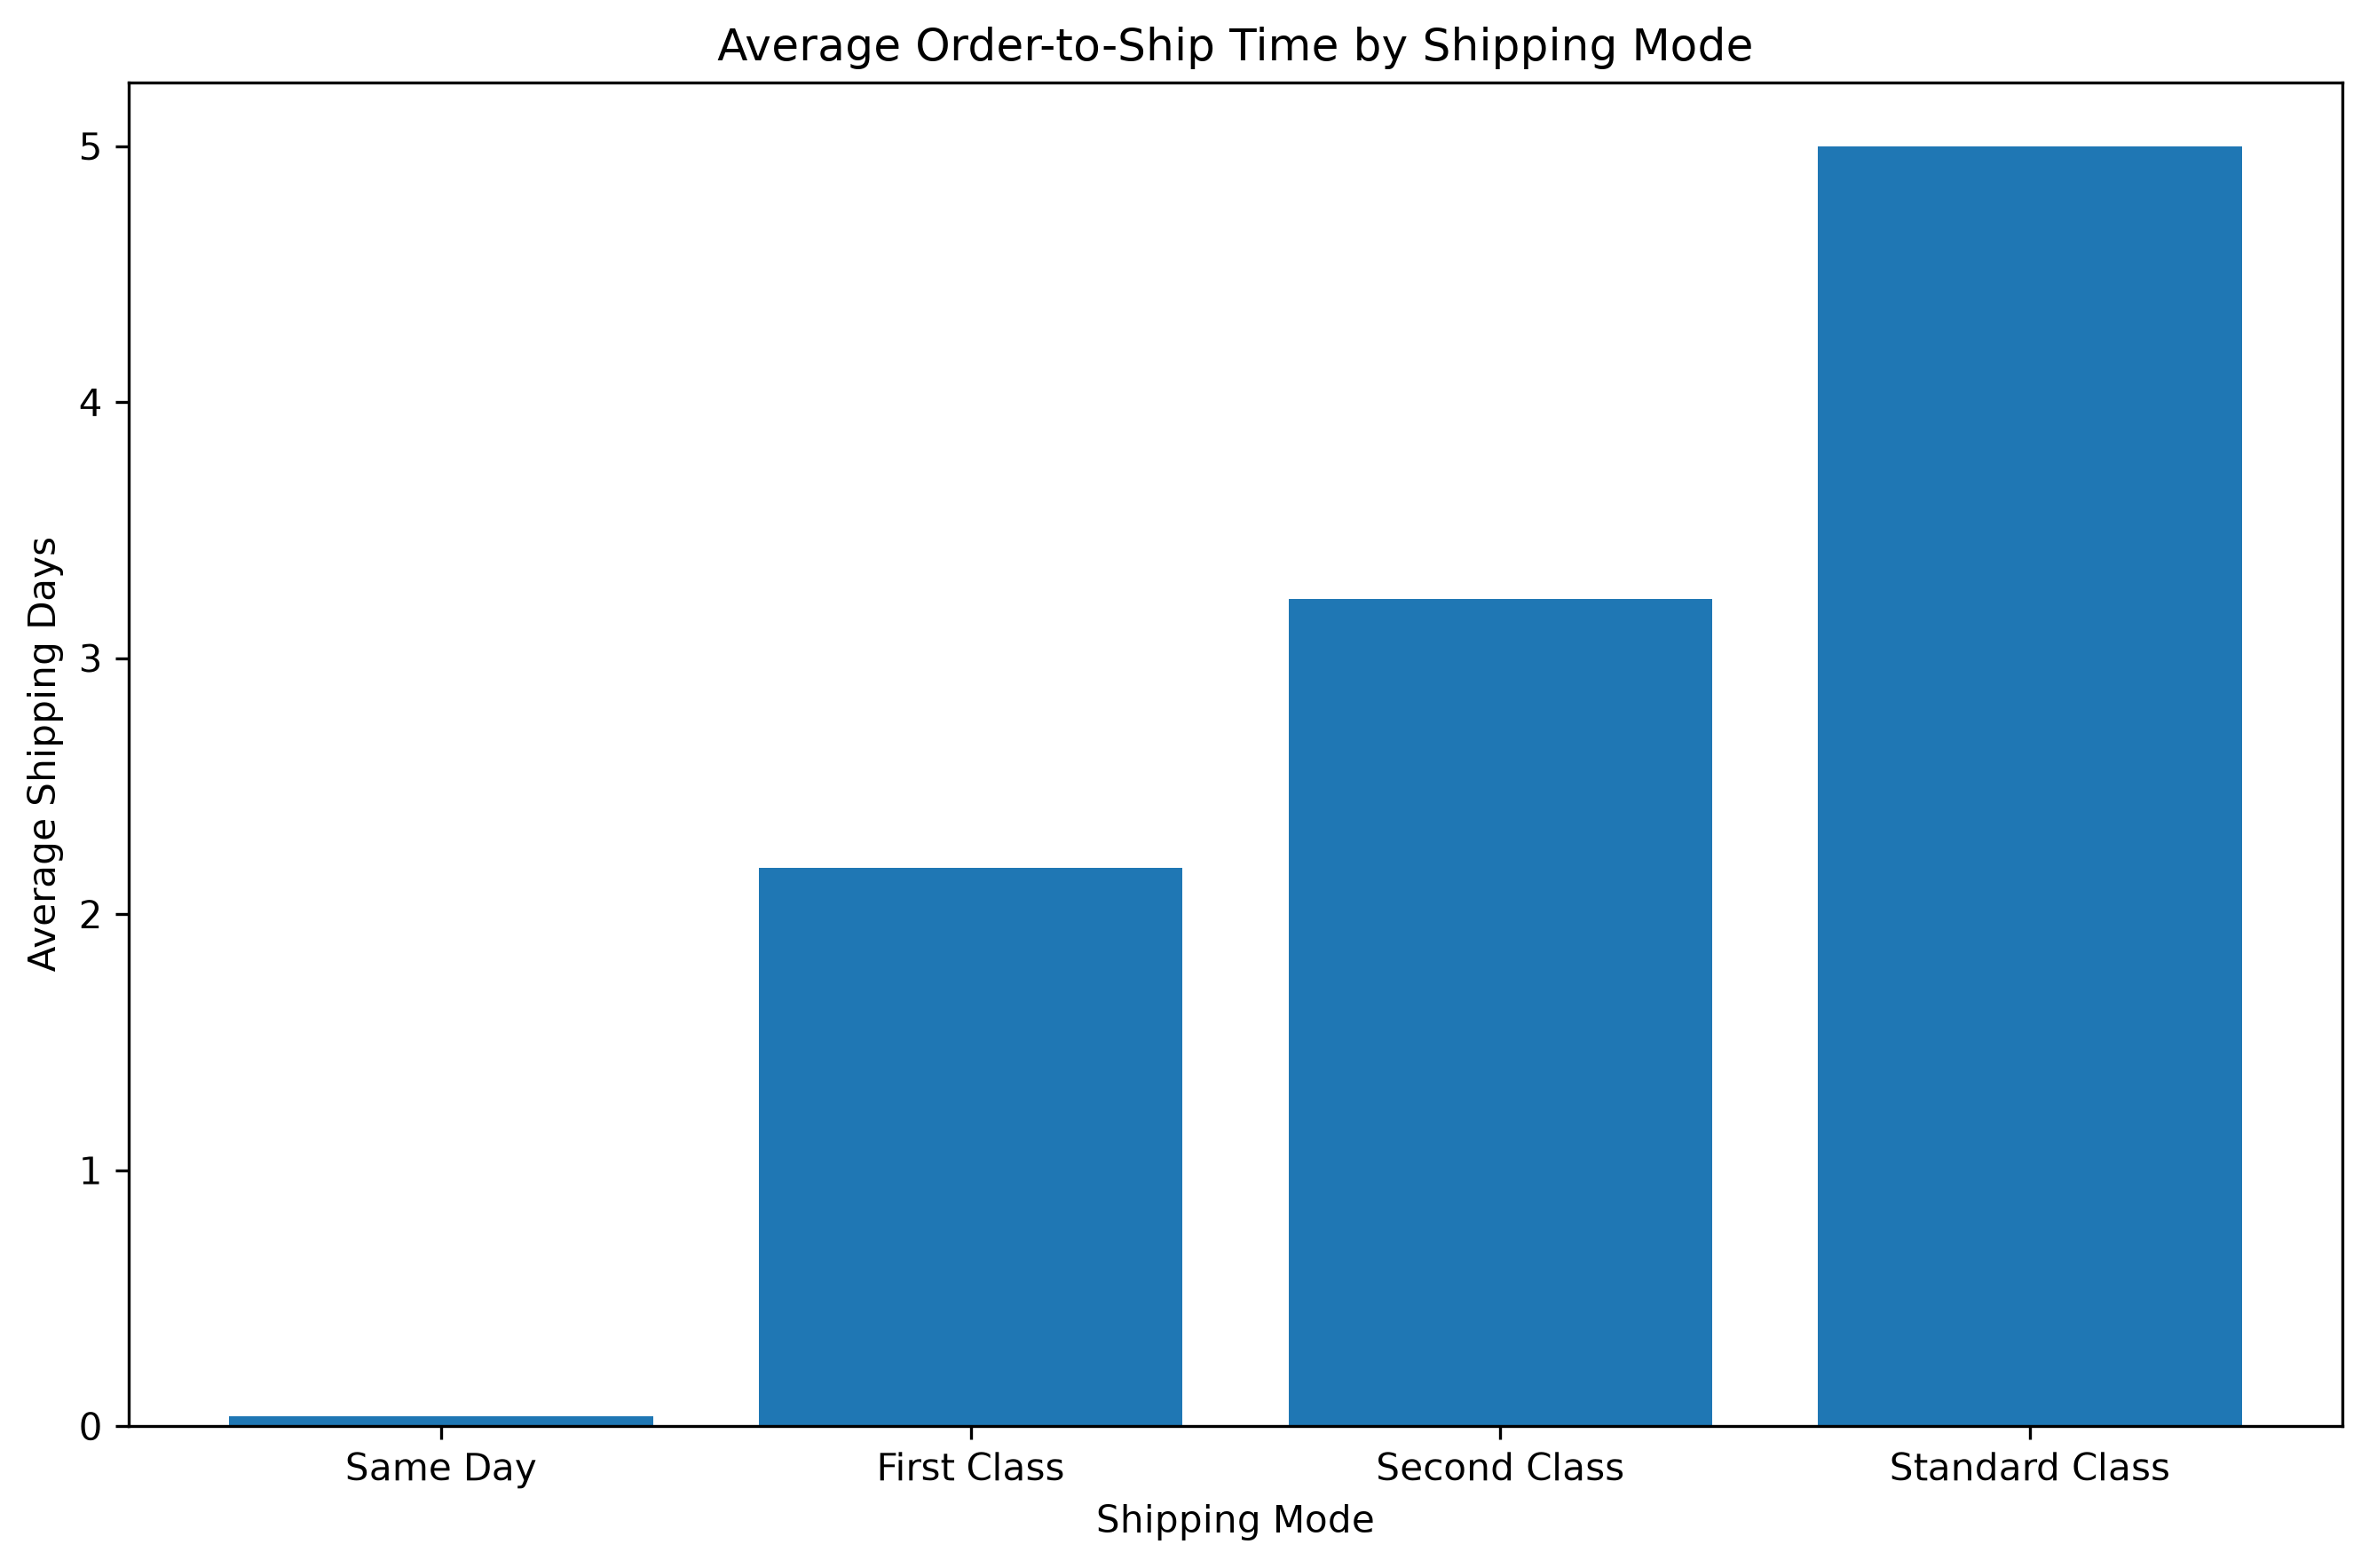 Average Order-to-Ship Time by Shipping Mode
Average Shipping Days
5
4
3
2
1
0
Same Day
First Class
Second Class
Standard Class
Shipping Mode